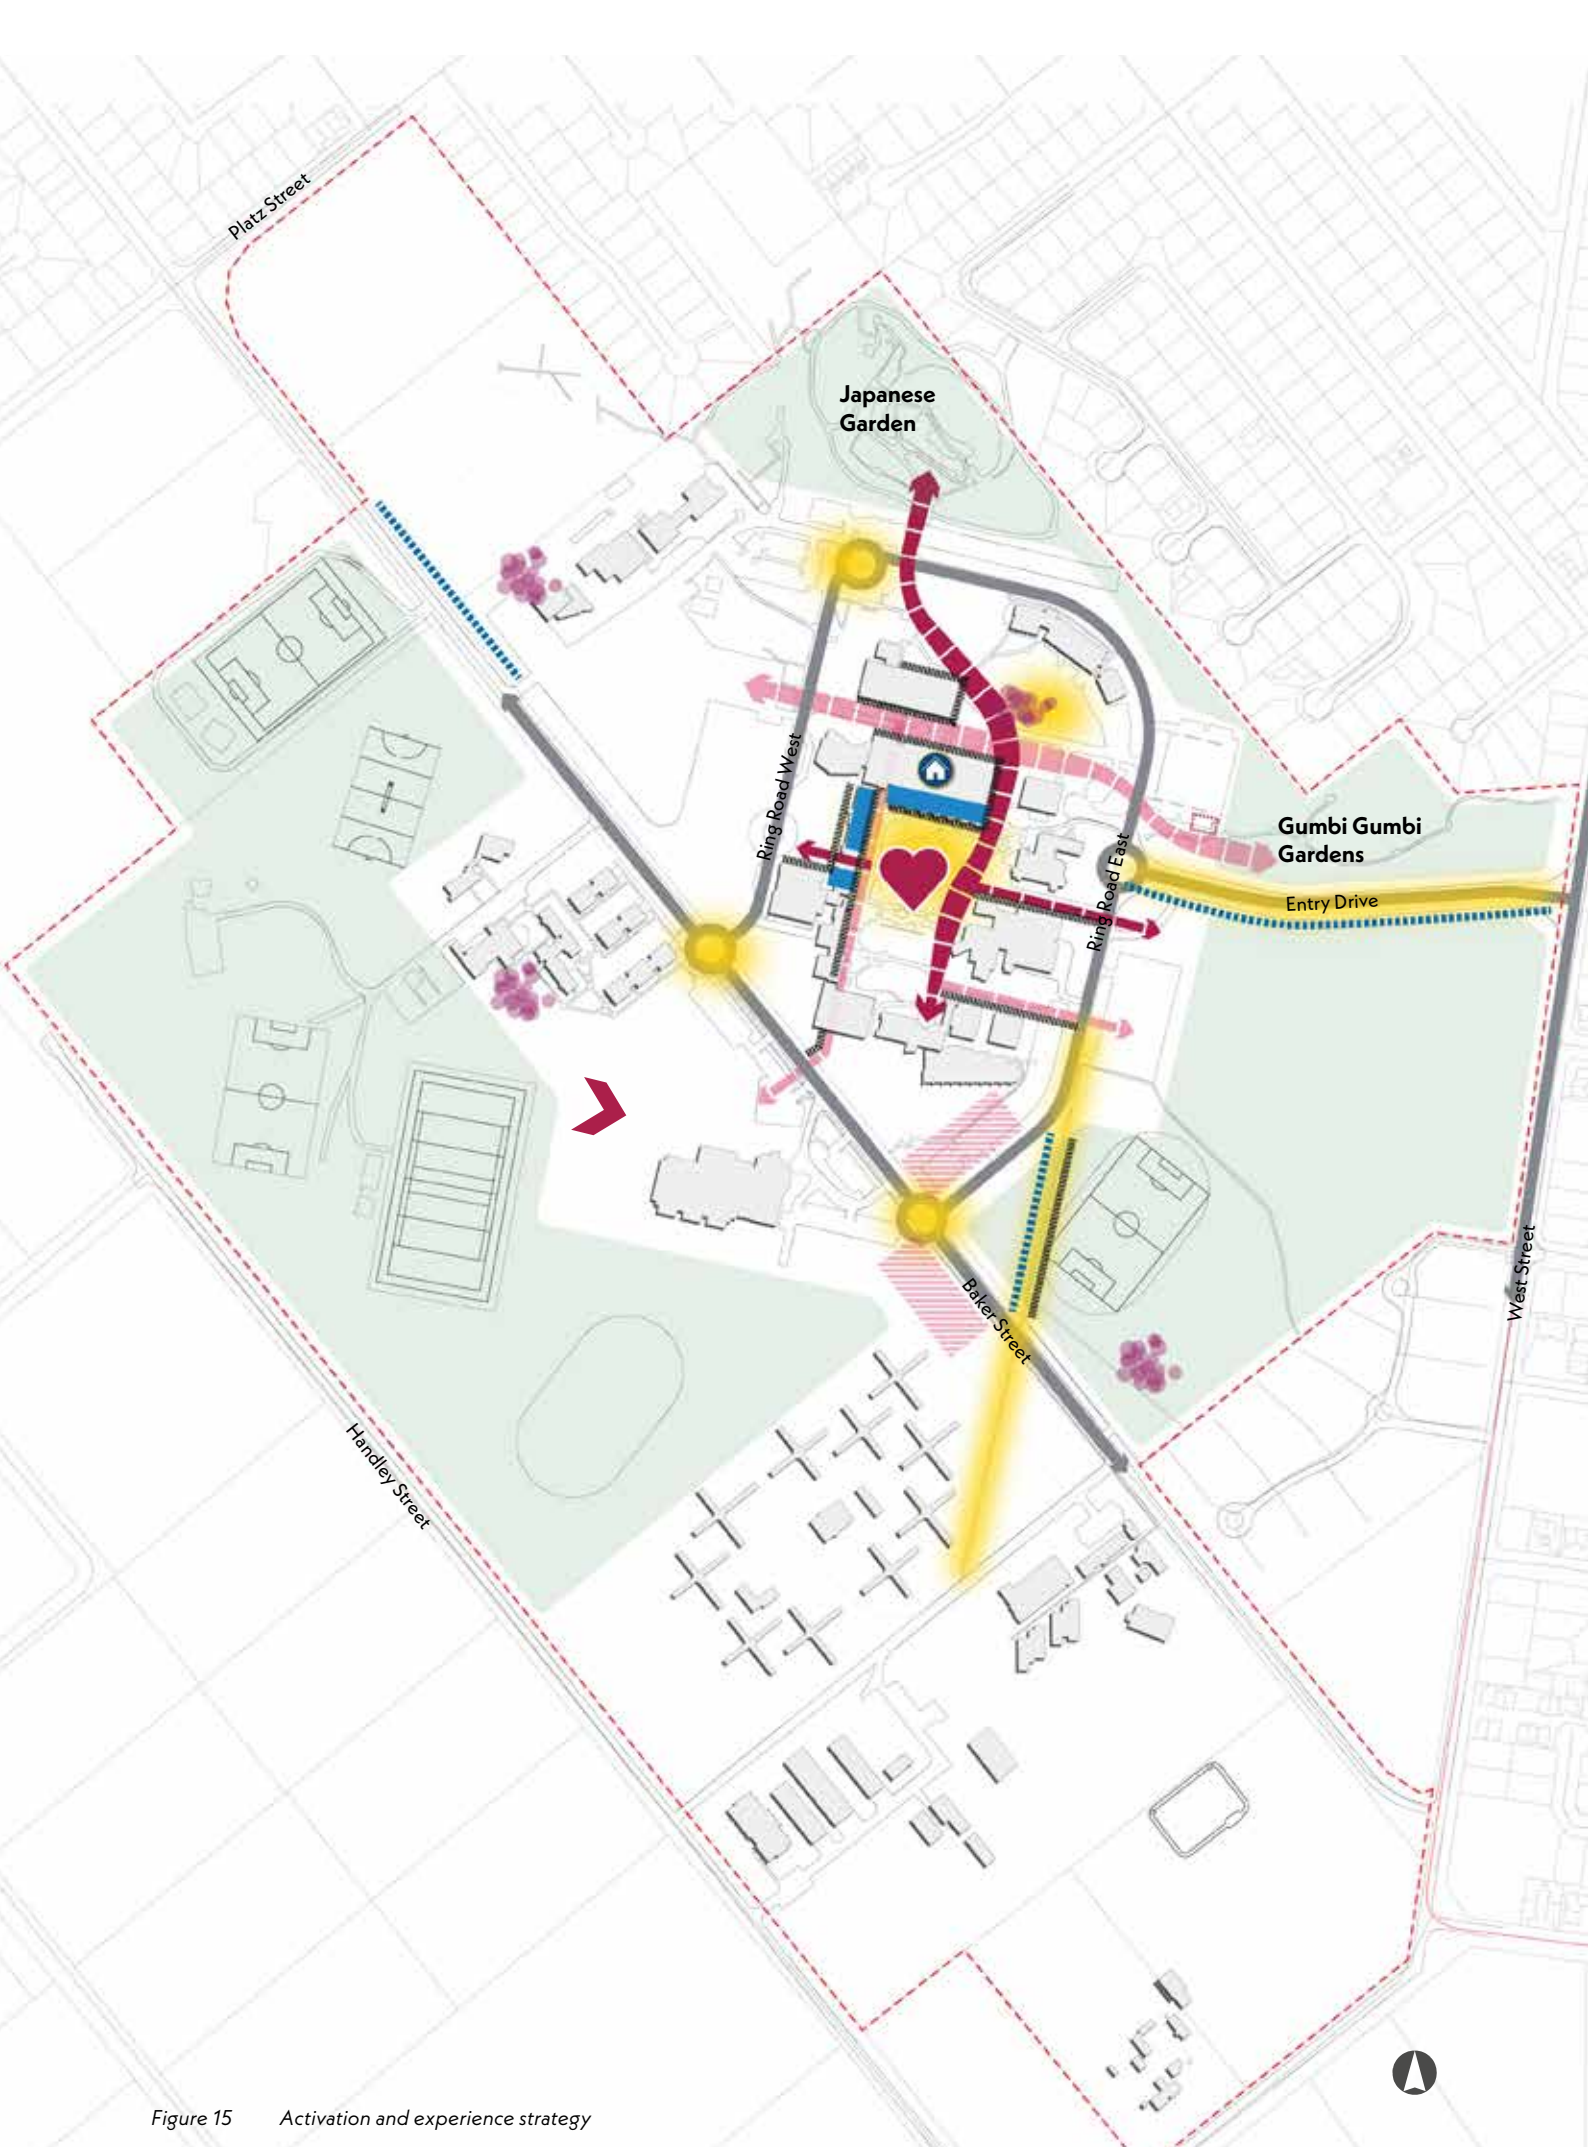 Platz Street
Japanese
Garden
Ring Road West
Gumbi Gumbi
Gardens
Ring Road East
Entry Drive
West Street
Baker Street
Handley Street
Figure 15 Activation and experience strategy